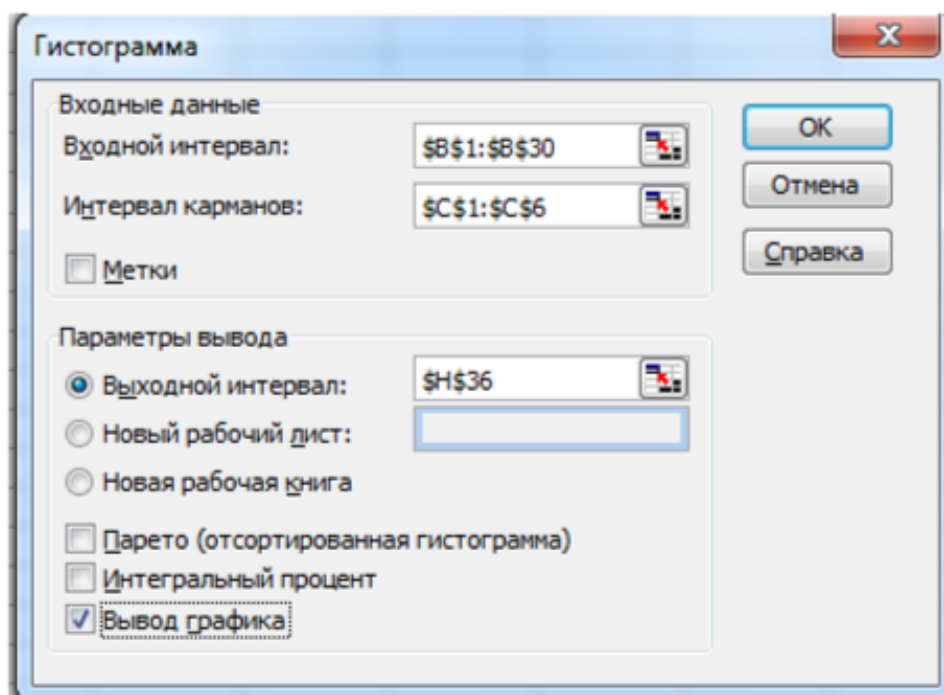 Гистограмма
Входные данные
Входной интервал: $B$1:$B$30
Интервал карманов: $C$1:$C$6
Метки
ОК
Отмена
Справка
Параметры вывода
Выходной интервал: $H$36
Новый рабочий лист:
Новая рабочая книга
Парето (отсортированная гистограмма)
Интегральный процент
Вывод графика